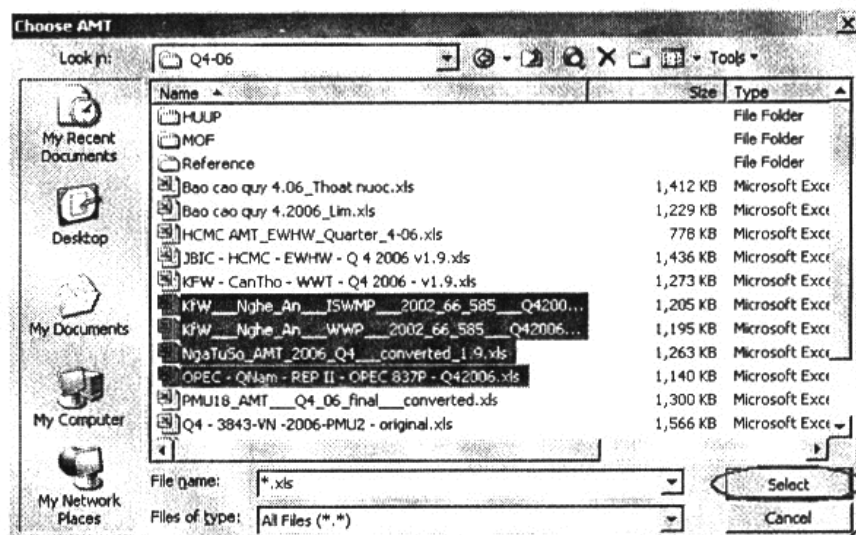 Choose AMT
Look in: Q4-06 Tools
Name Size Type
HUUP File Folder
MOF File Folder
Reference File Folder
Bao cao quy 4.06_Thoat nuoc.xls 1,412 KB Microsoft Exce
Bao cao quy 4.2006_Lim.xls 1,229 KB Microsoft Exce
HCMC AMT_EWHW_Quarter_4-06.xls 778 KB Microsoft Exce
JBIC - HCMC - EWHW - Q 4 2006 v1.9.xls 1,436 KB Microsoft Exce
KFW - CanTho - WWT - Q4 2006 - v1.9.xls 1,273 KB Microsoft Exce
KfW___Nghe_An___ISWMP___2002_66_585___Q4200... 1,205 KB Microsoft Exce
KfW___Nghe_An___WWP___2002_66_585___Q42006... 1,195 KB Microsoft Exce
NgaTuSo_AMT_2006_Q4___converted_1.9.xls 1,263 KB Microsoft Exce
OPEC - QNam - REP II - OPEC 837P - Q42006.xls 1,140 KB Microsoft Exce
PMU18_AMT___Q4_06_final___converted.xls 1,300 KB Microsoft Exce
Q4 - 3843-VN -2006-PMU2 - original.xls 1,566 KB Microsoft Exce
My Recent
Documents
Desktop
My Documents
My Computer
My Network
Places
File name: *.xls Select
Files of type: All Files (*.*) Cancel